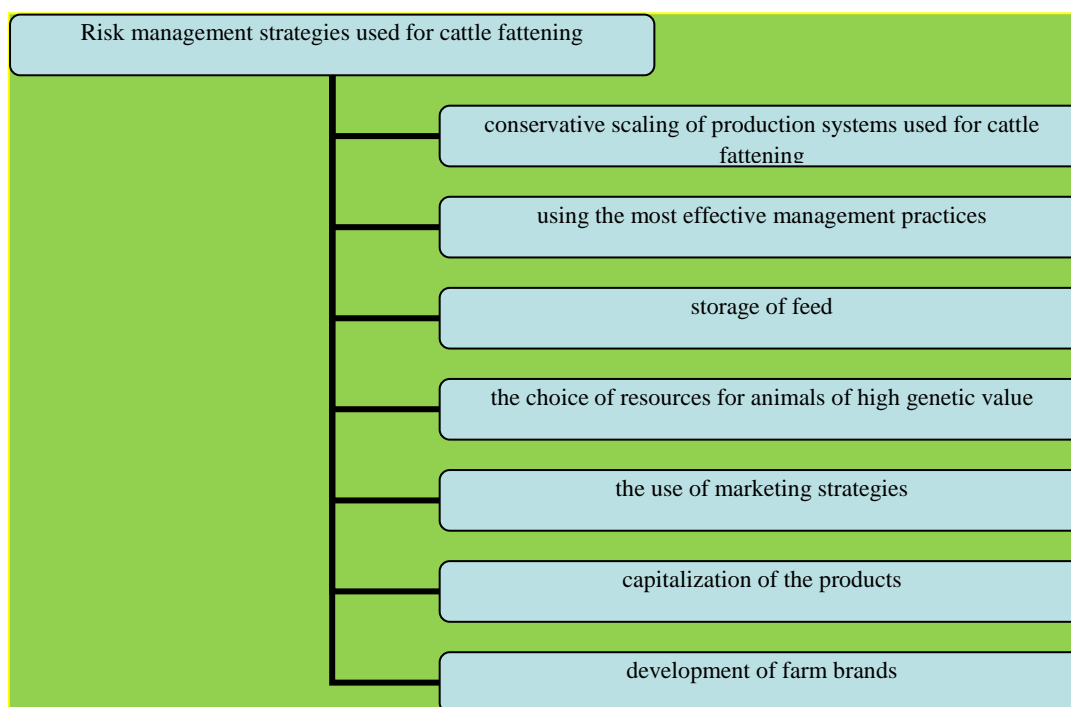 Risk management strategies used for cattle fattening
conservative scaling of production systems used for cattle
fattening
using the most effective management practices
storage of feed
the choice of resources for animals of high genetic value
the use of marketing strategies
capitalization of the products
development of farm brands